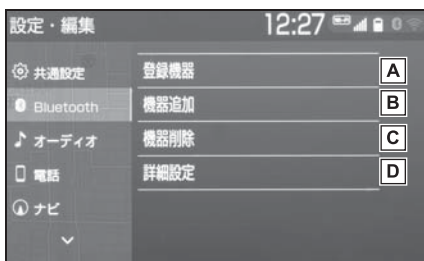 設定・編集 12:27
共通設定
Bluetooth
オーディオ
電話
ナビ
登録機器 A
機器追加 B
機器削除 C
詳細設定 D